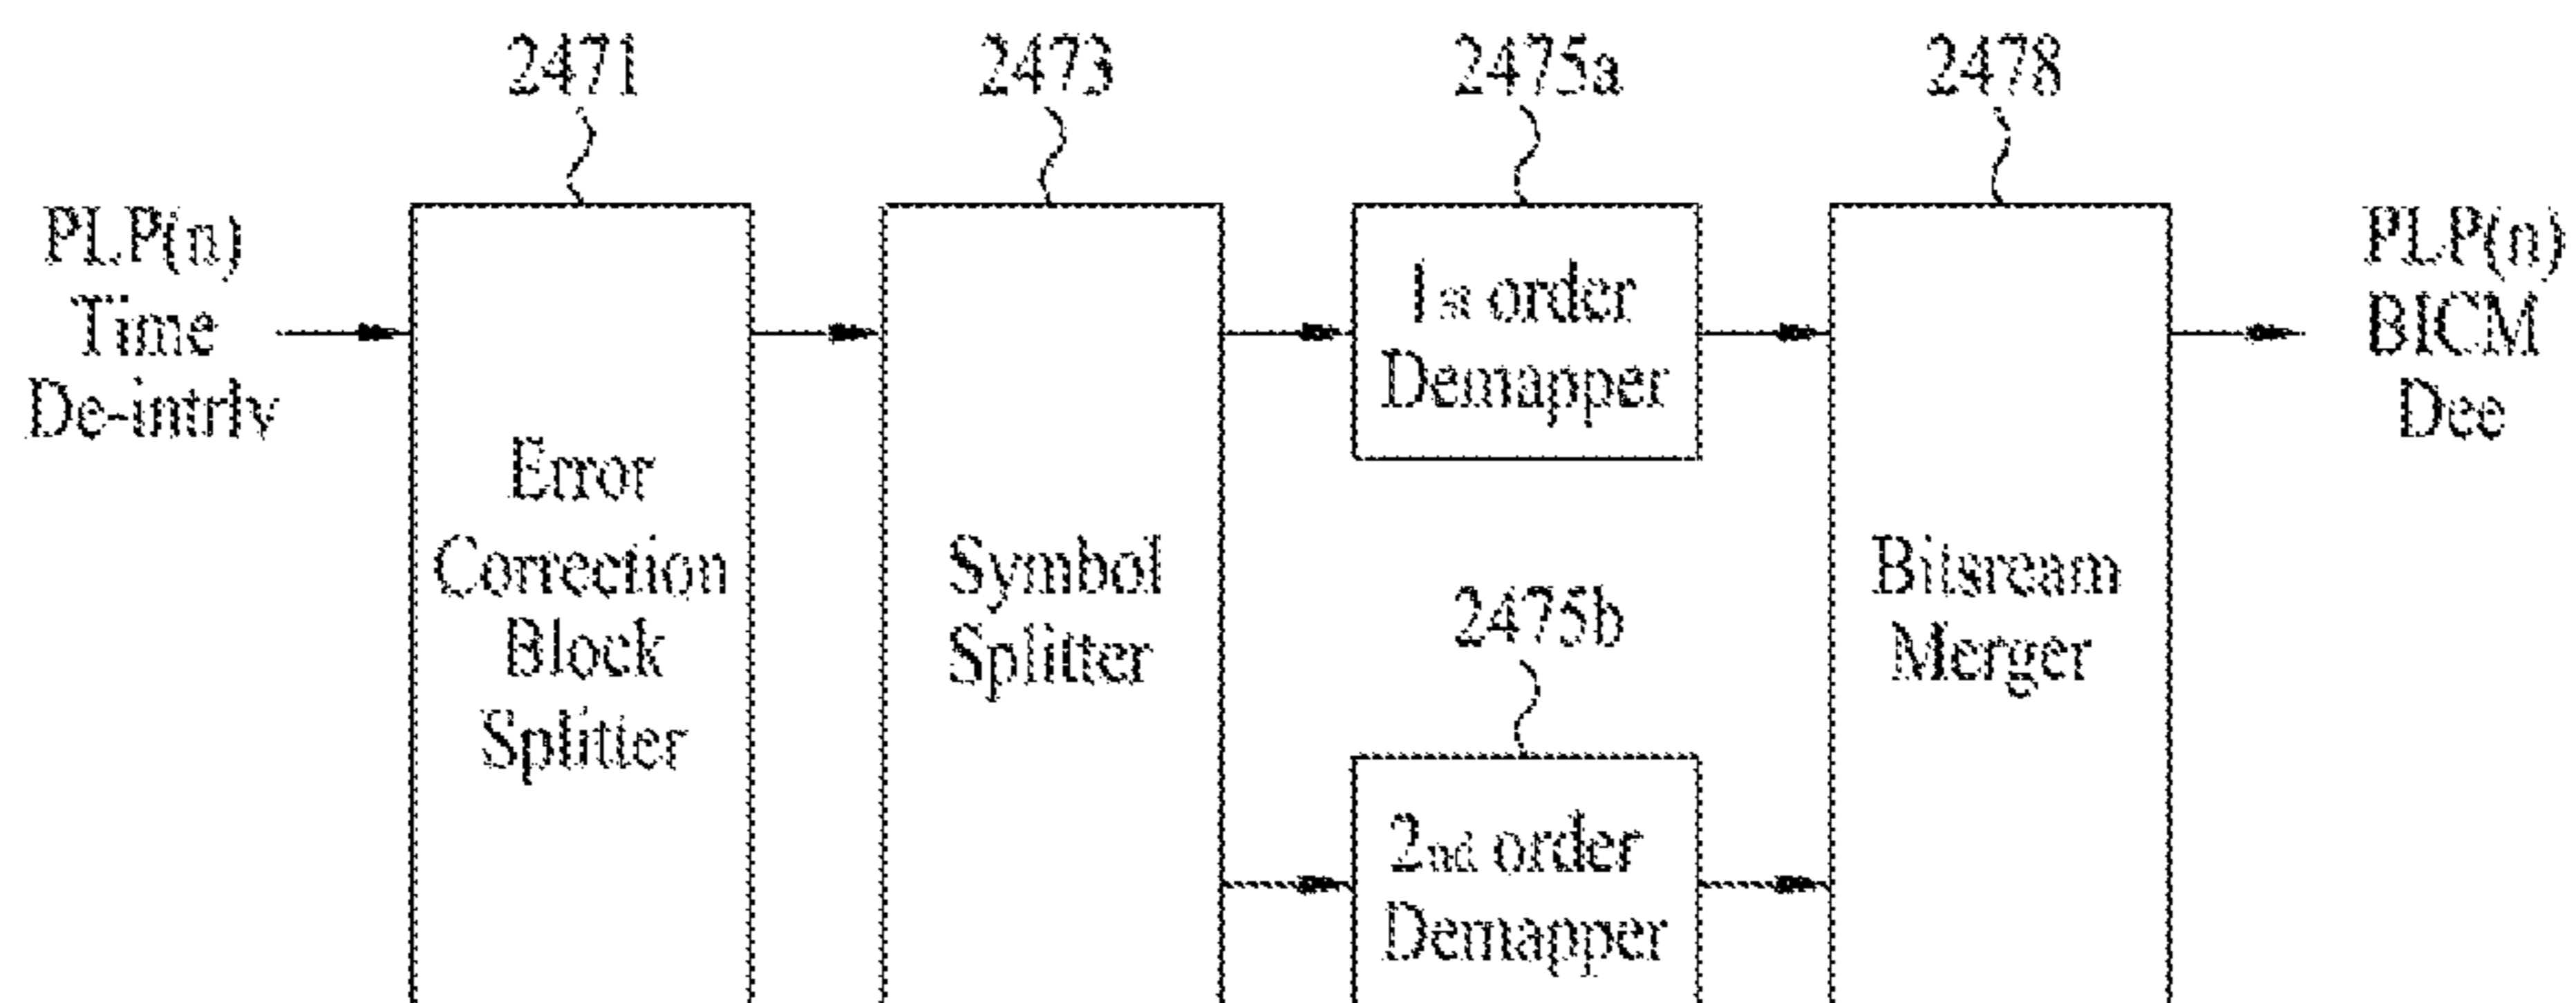 2471
2473
2475a
2478
PLP(n)
Time
De-intrlv
Error
Correction
Block
Splitter
Symbol
Splitter
1st order
Demapper
2475b
2nd order
Demapper
Bitsream
Merger
PLP(n)
BICM
Dee